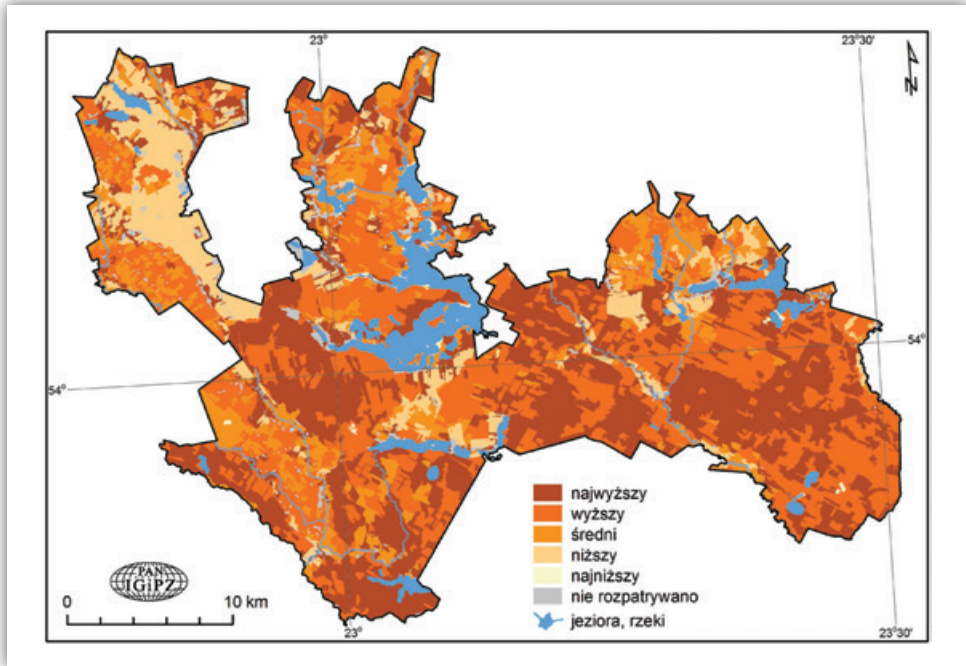 23°
23°30'
N
54°
54°
najwyższy
wyższy
średni
niższy
najniższy
nie rozpatrywano
jeziora, rzeki
PAN
IGiPZ
0 10 km
23°
23°30'